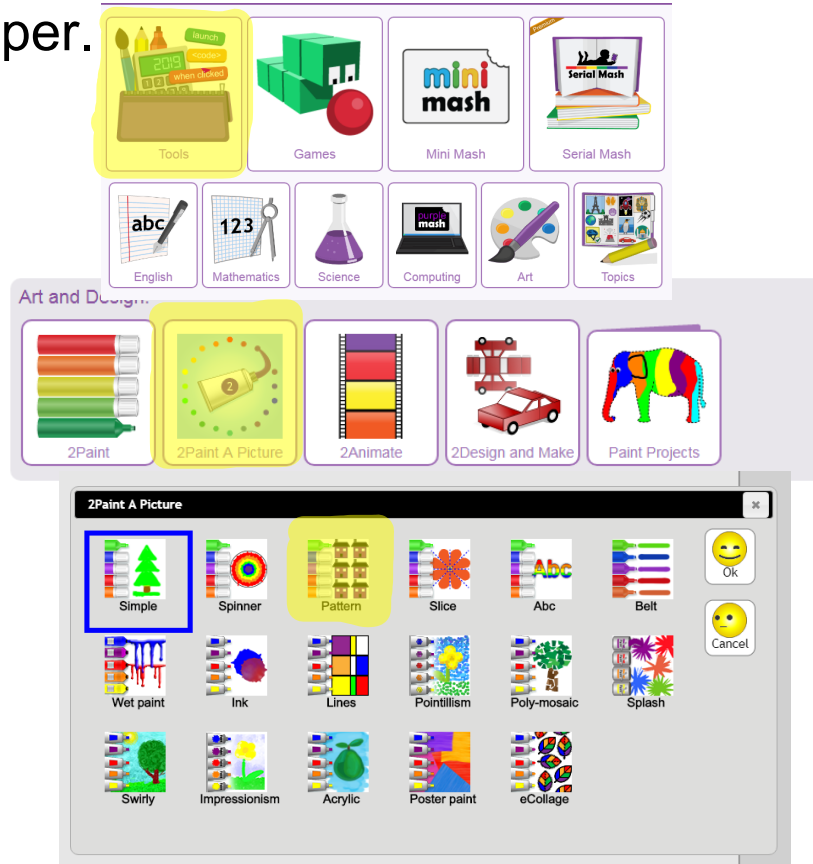 per.
launch
<code>
2019
when clicked
Tools
Games
mini
mash
Mini Mash
Premium
Serial Mash
Serial Mash
abc
English
123
Mathematics
Science
purple
mash
Computing
Art
Topics
Art and Design.
2Paint
2
2Paint A Picture
2Animate
2Design and Make
Paint Projects
2Paint A Picture
Simple
Spinner
Pattern
Slice
Abc
Abc
Belt
Ok
Cancel
Wet paint
Ink
Lines
Pointillism
Poly-mosaic
Splash
Swirly
Impressionism
Acrylic
Poster paint
eCollage